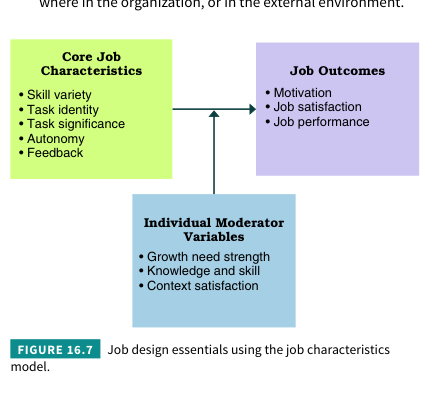 where in the organization, or in the external environment.
Core Job
Characteristics
• Skill variety
• Task identity
• Task significance
• Autonomy
• Feedback
Job Outcomes
• Motivation
• Job satisfaction
• Job performance
Individual Moderator
Variables
• Growth need strength
• Knowledge and skill
• Context satisfaction
FIGURE 16.7 Job design essentials using the job characteristics
model.